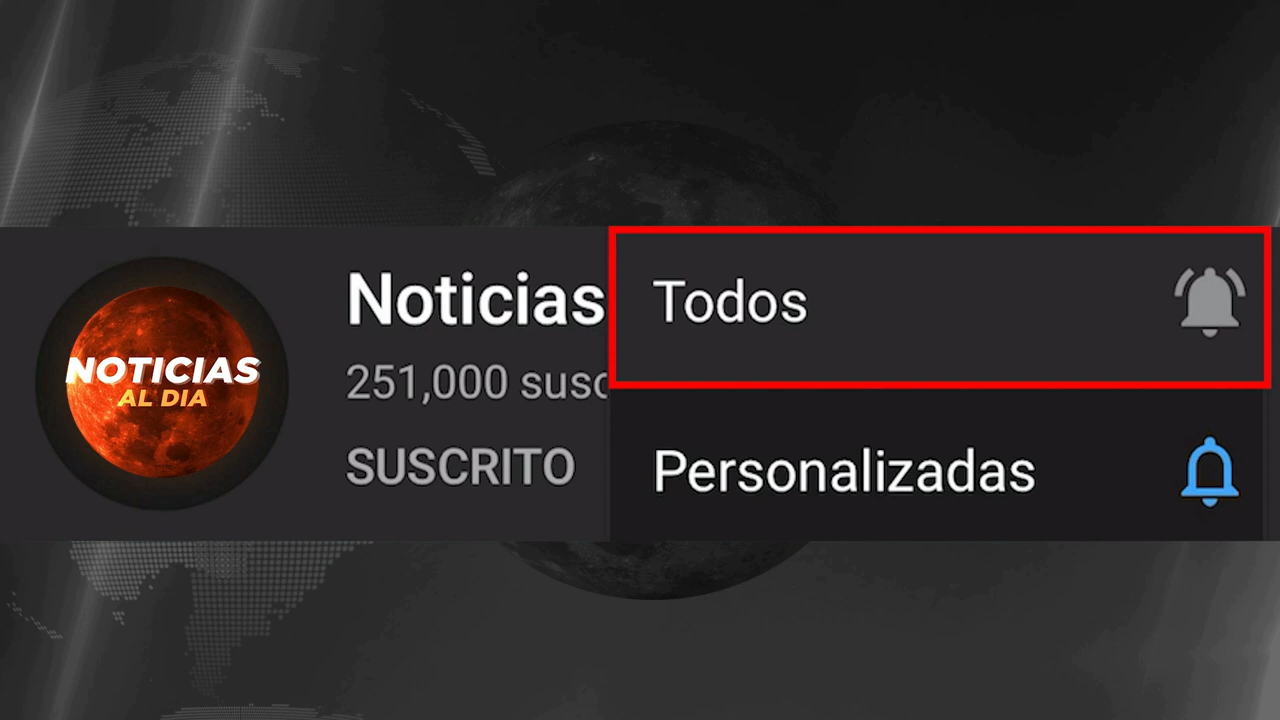 NOTICIAS
AL DIA
Noticias
251,000 susc
SUSCRITO
Todos
Personalizadas